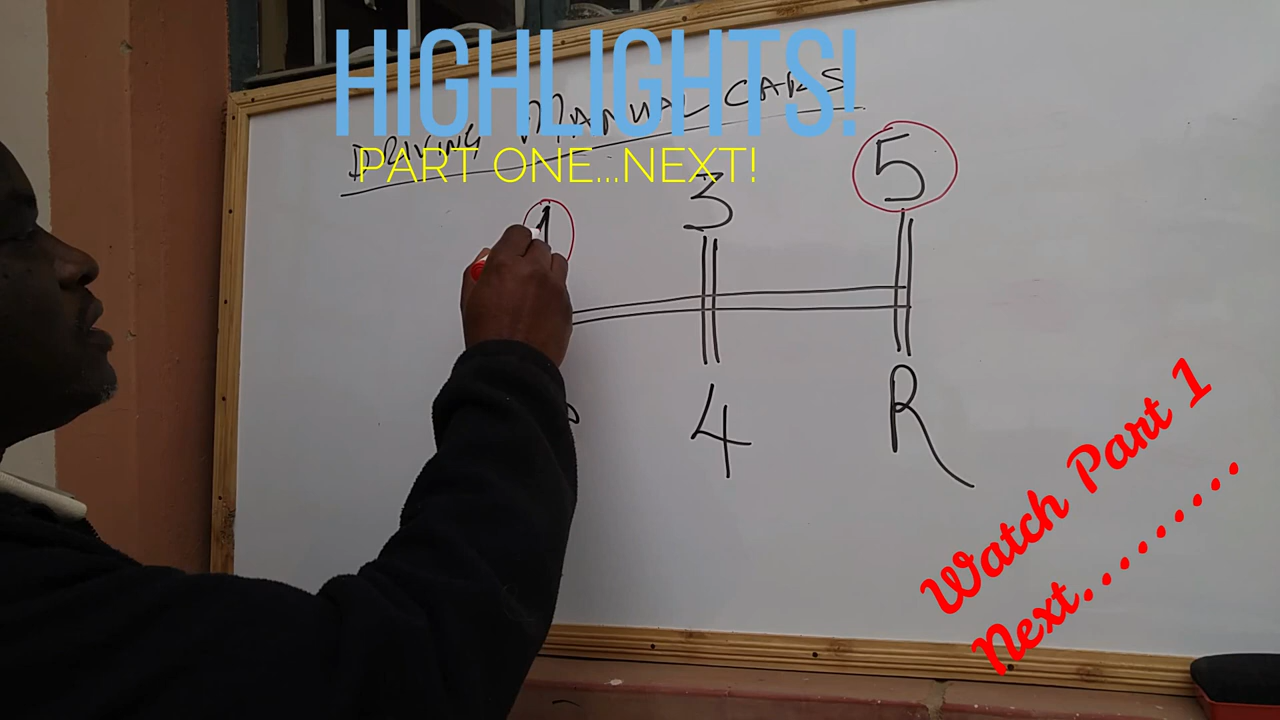 HIGHLIGHTS!
DRIVING MANUAL CARS
PART ONE...NEXT!
1 3 5
4 R
Watch Part 1
Next.........